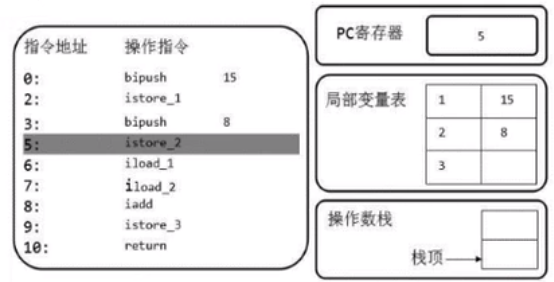 指令地址 操作指令
0: bipush 15
2: istore_1
3: bipush 8
5: istore_2
6: iload_1
7: iload_2
8: iadd
9: istore_3
10: return
PC寄存器 5
局部变量表 1 15
2 8
3
操作数栈
栈顶